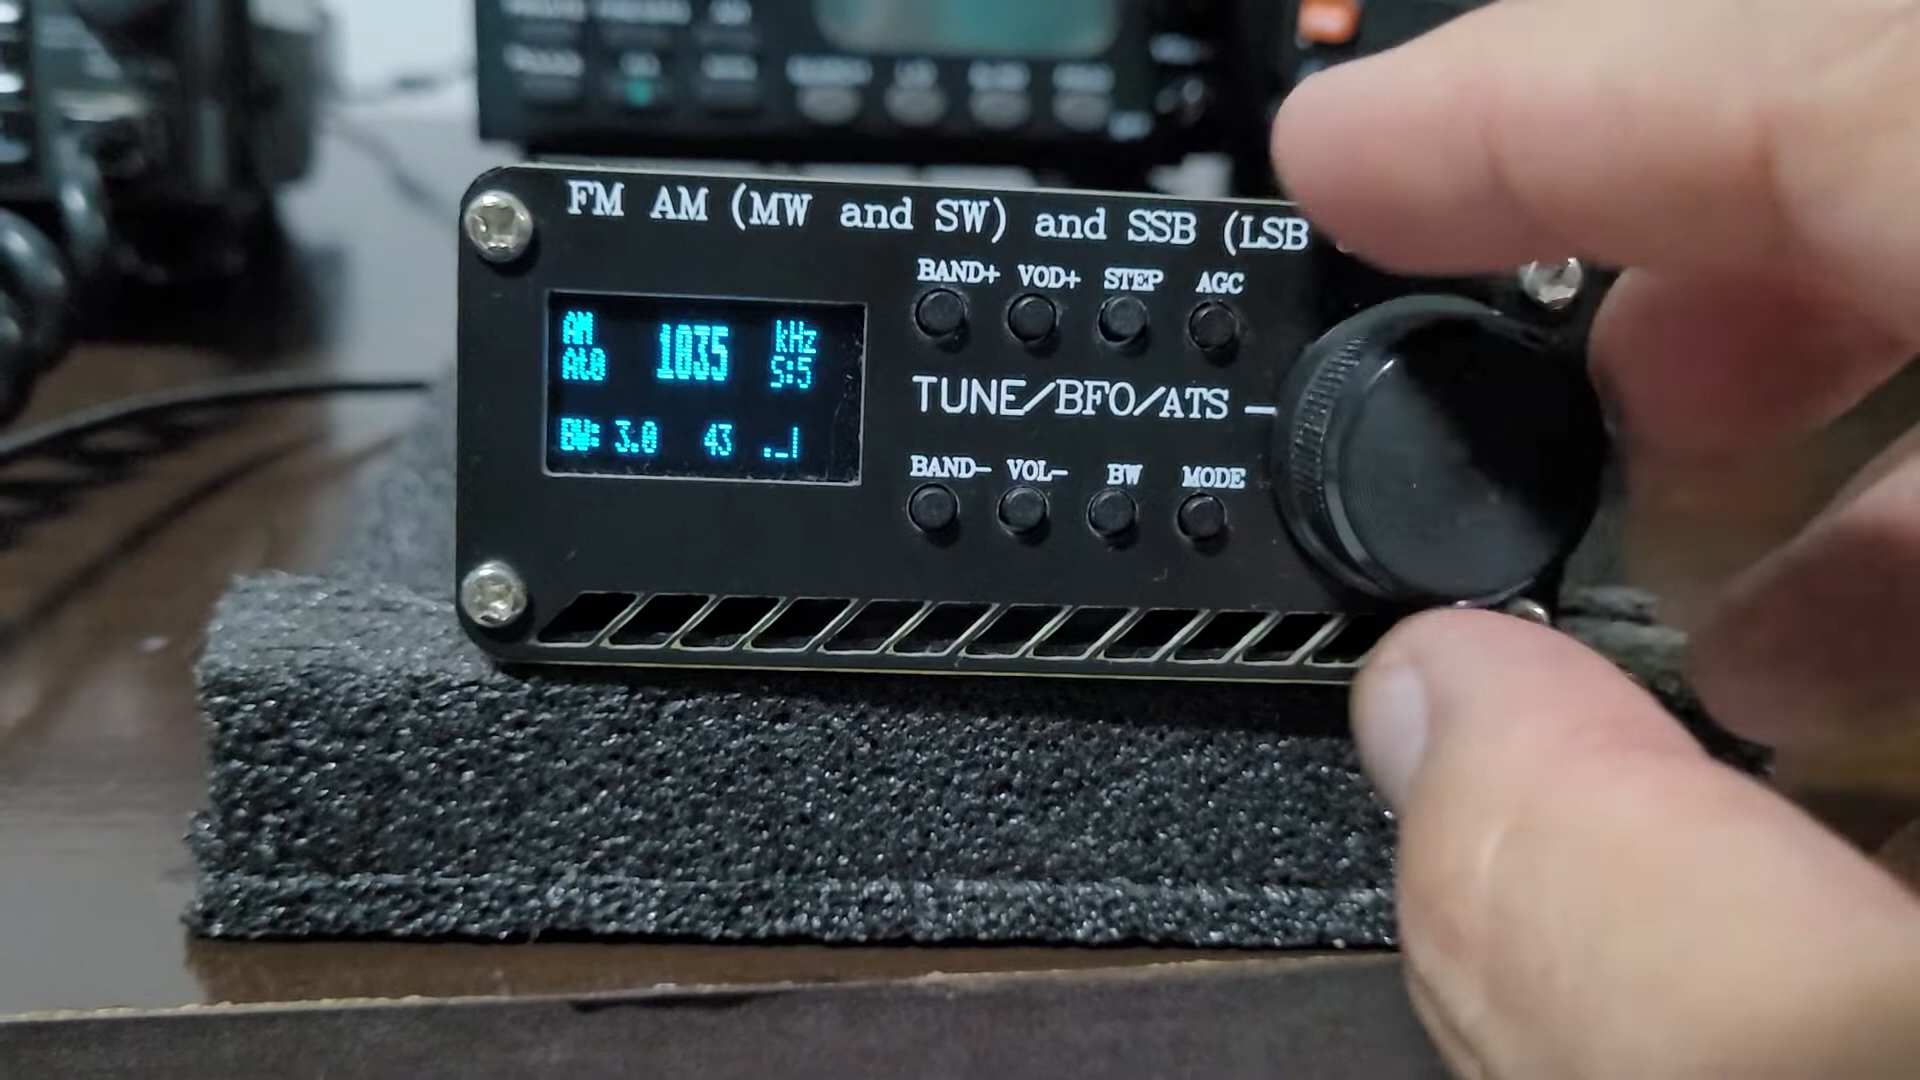 FM AM (MW and SW) and SSB (LSB
BAND+ VOD+ STEP AGC
AM 1035 kHz
At0 S:5
TUNE/BFO/ATS
BW: 3.0 43
BAND- VOL- BW MODE